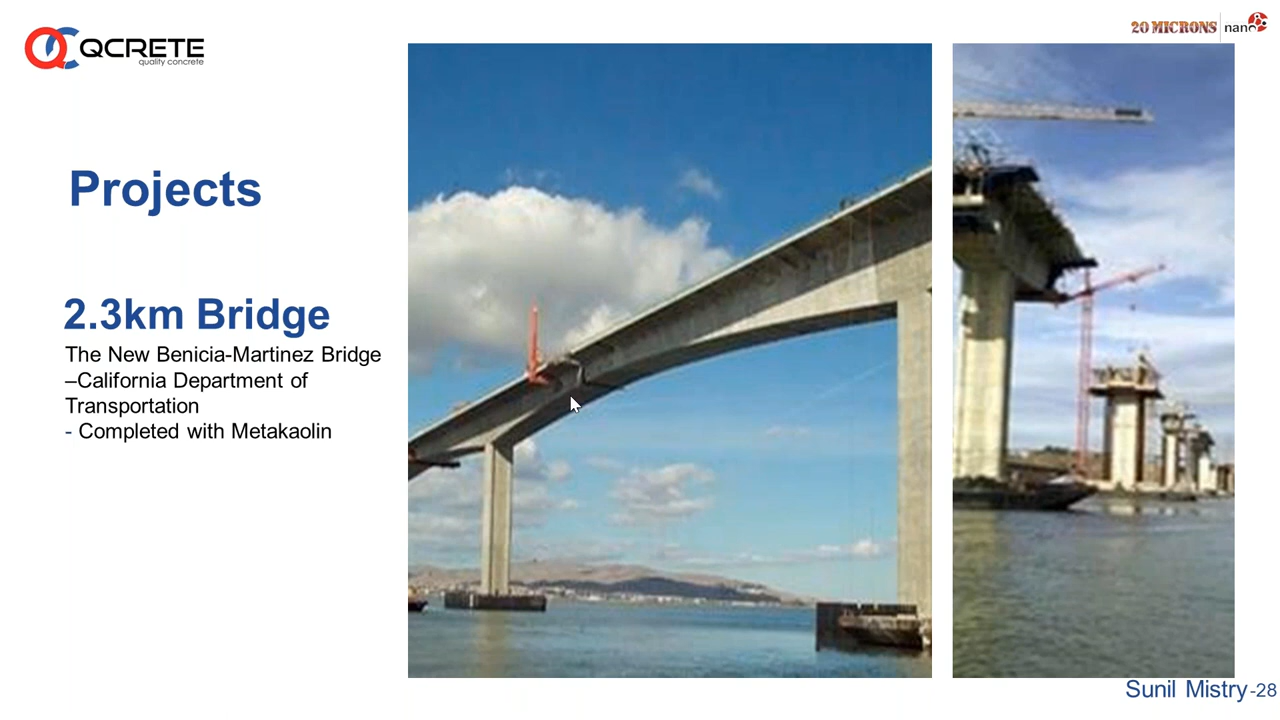 QC QCRETE
quality concrete
20 MICRONS nano
Projects
2.3km Bridge
The New Benicia-Martinez Bridge
–California Department of
Transportation
- Completed with Metakaolin
Sunil Mistry -28